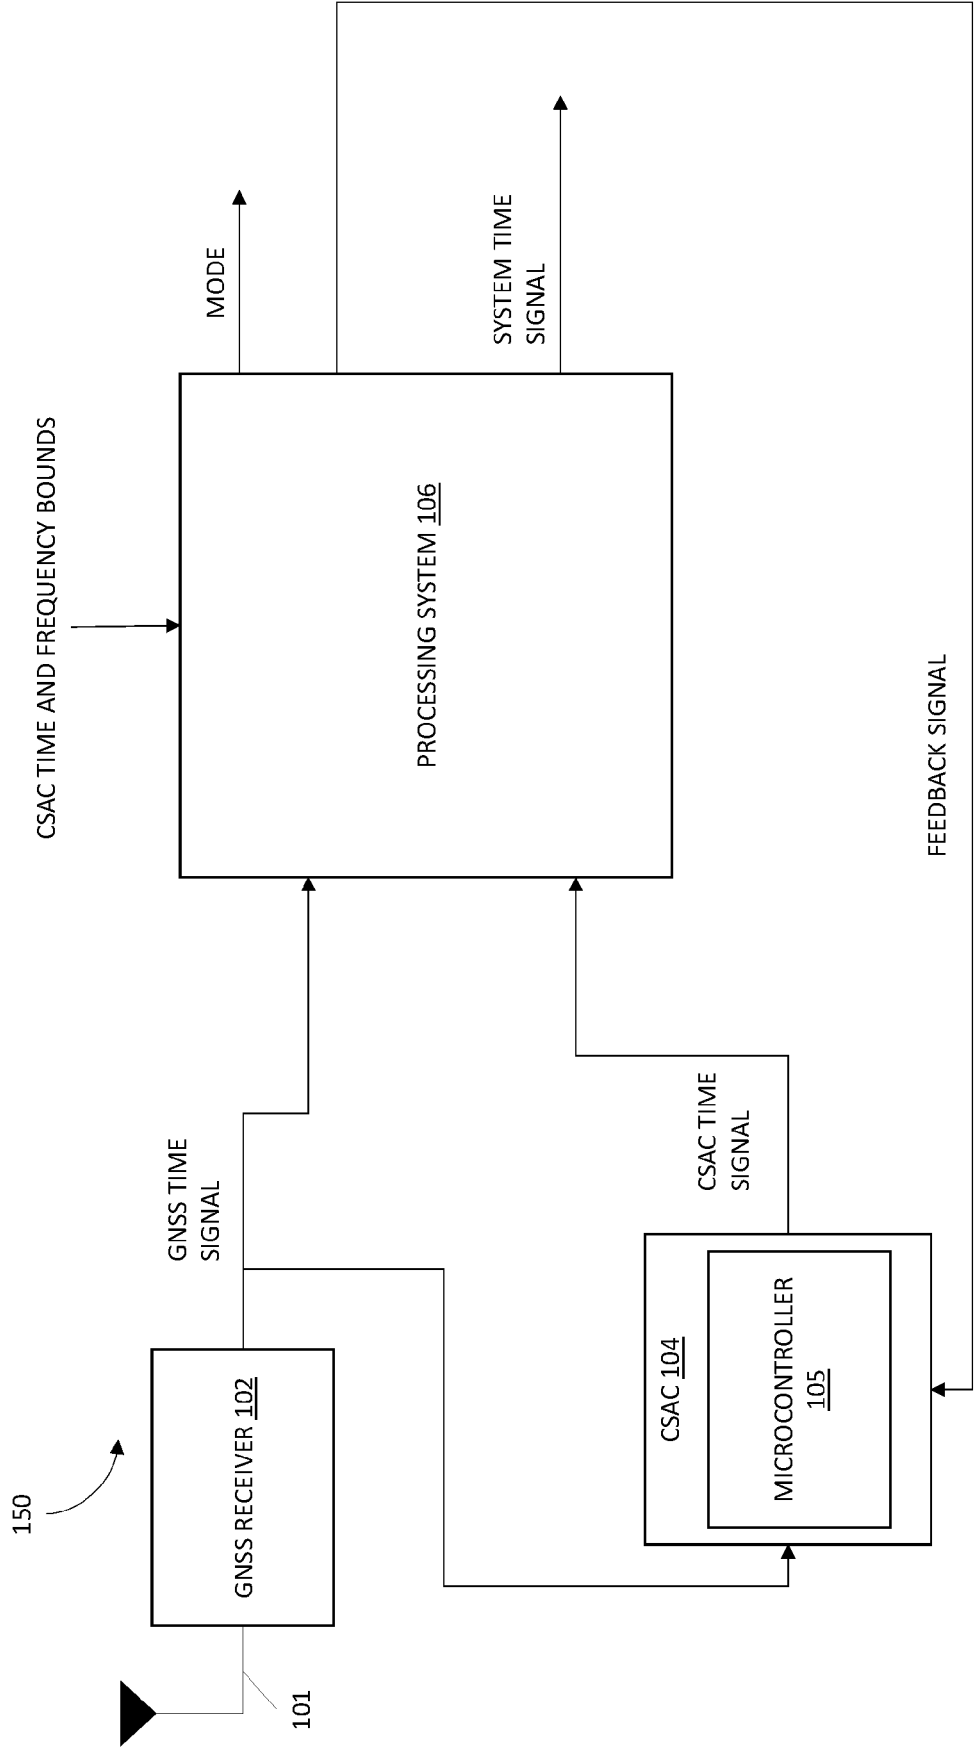 150
101
GNSS RECEIVER 102
GNSS TIME
SIGNAL
CSAC 104
MICROCONTROLLER
105
CSAC TIME
SIGNAL
CSAC TIME AND FREQUENCY BOUNDS
PROCESSING SYSTEM 106
MODE
SYSTEM TIME
SIGNAL
FEEDBACK SIGNAL